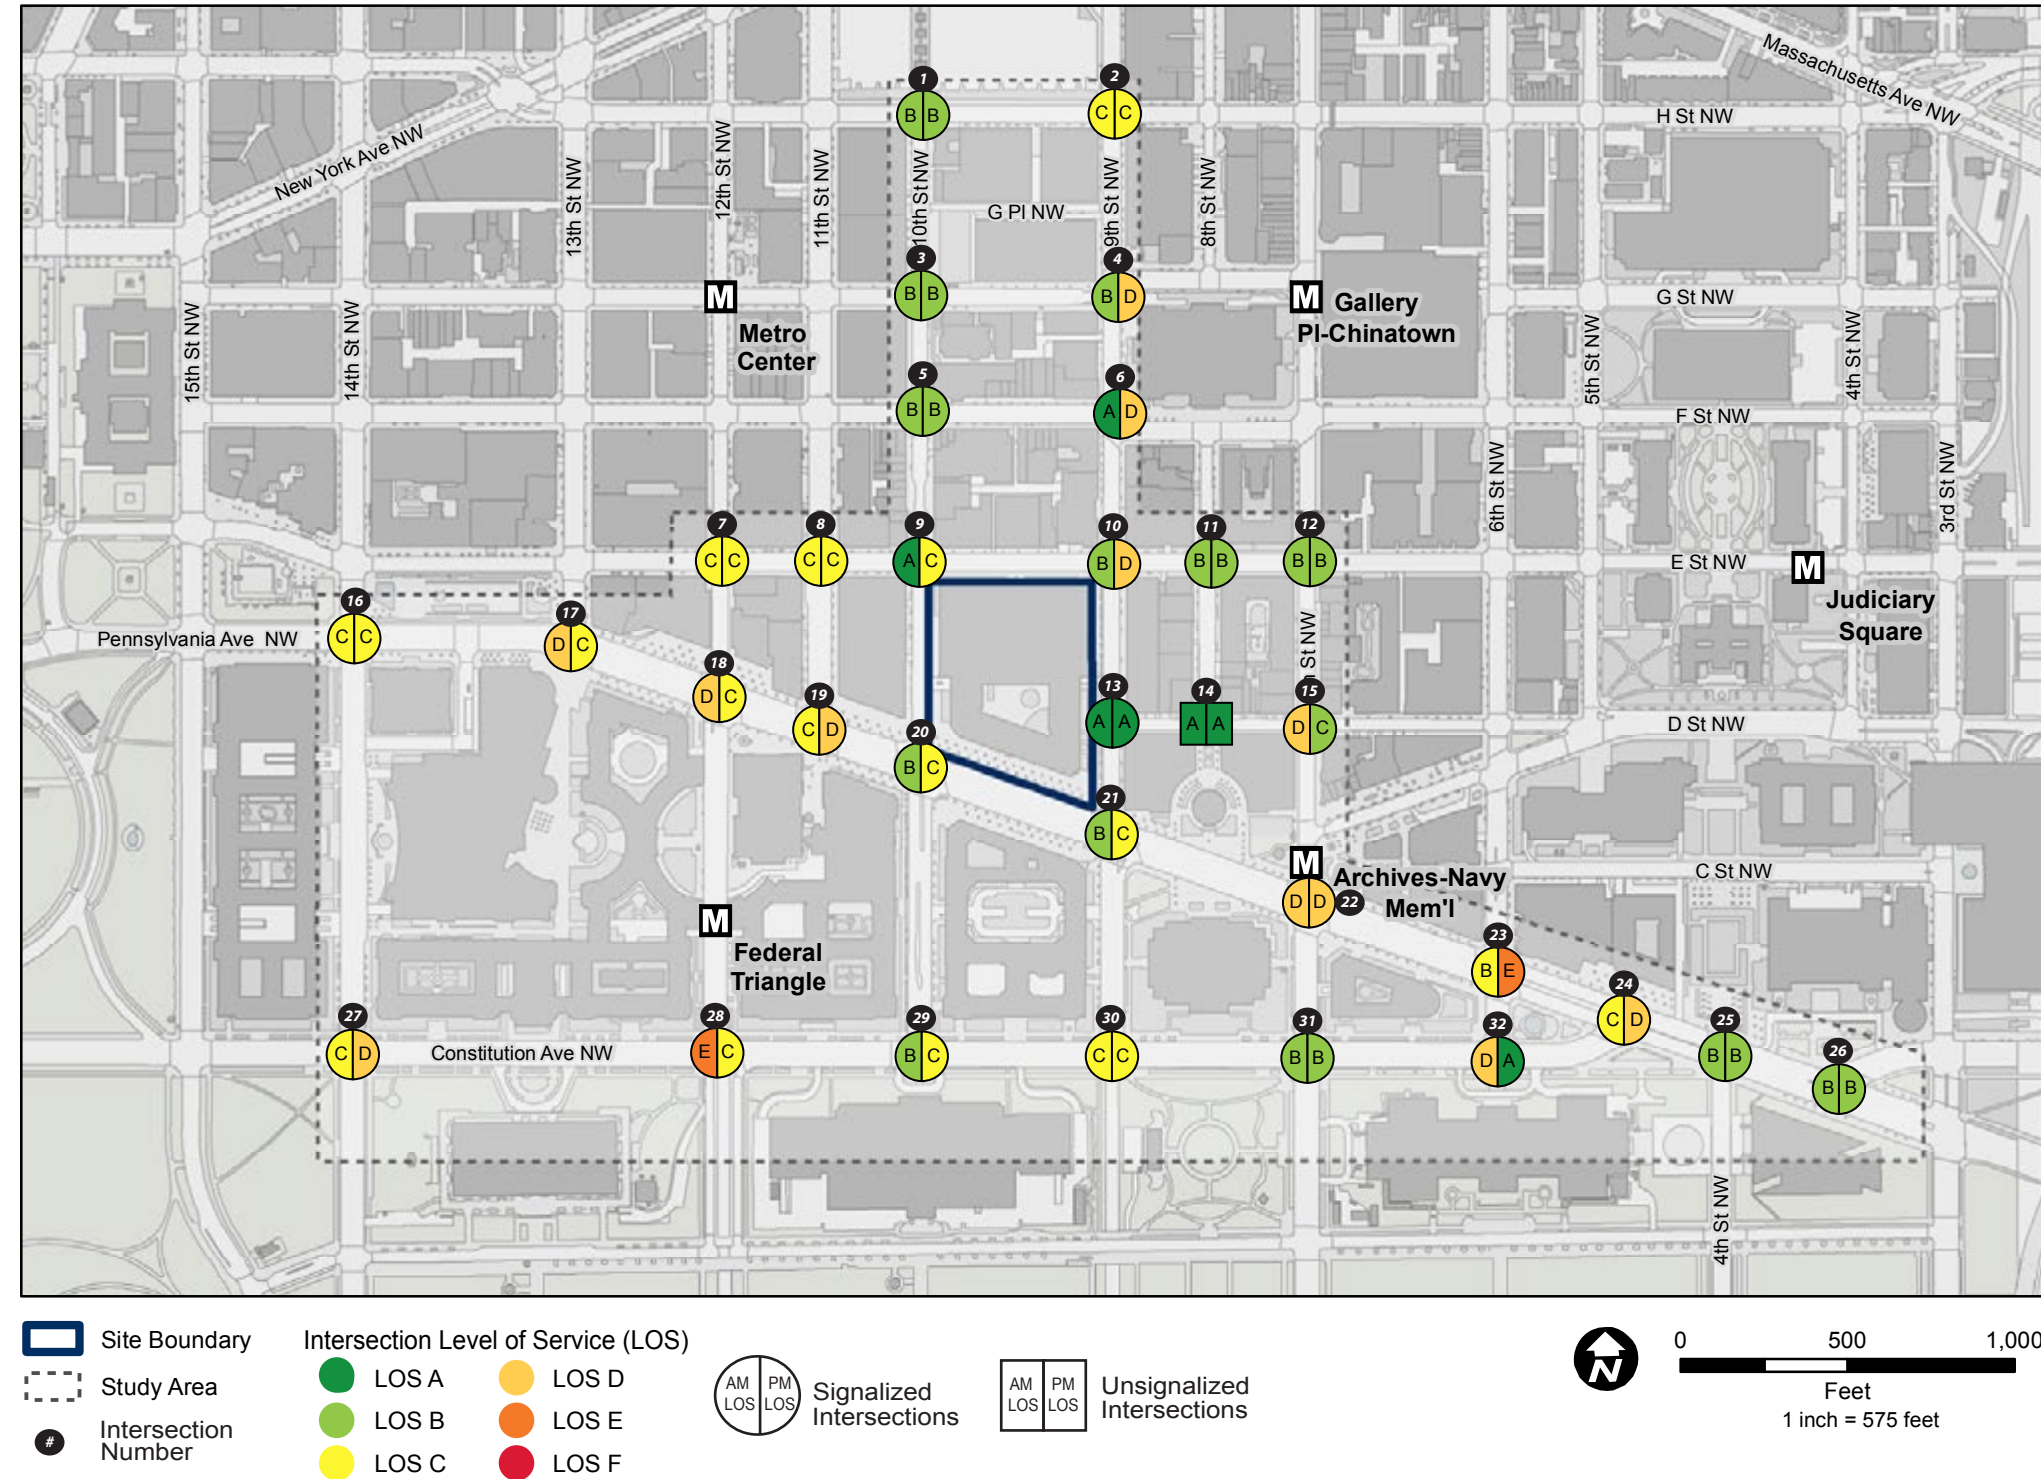 Massachusetts Ave NW
1
2
B B
C C
H St NW
New York Ave NW
13th St NW
12th St NW
11th St NW
10th St NW
9th St NW
8th St NW
G Pl NW
3
4
B B
B D
M
Metro
Center
M
Gallery
Pl-Chinatown
G St NW
15th St NW
14th St NW
5th St NW
4th St NW
5
6
B B
A D
F St NW
6th St NW
3rd St NW
7
8
9
10
11
12
C C
C C
A C
B D
B B
B B
E St NW
M
Judiciary
Square
16
17
C C
D C
Pennsylvania Ave NW
18
19
20
D C
C D
B C
St NW
13
14
15
A A
A A
D C
D St NW
21
B C
M
Archives-Navy
Mem'l
D D
22
C St NW
M
Federal
Triangle
23
24
25
26
B E
C D
B B
B B
27
28
29
30
31
32
C D
E C
B C
C C
B B
D A
Constitution Ave NW
4th St NW
Site Boundary
Study Area
#
Intersection
Number
Intersection Level of Service (LOS)
LOS A
LOS B
LOS C
LOS D
LOS E
LOS F
AM PM
LOS LOS
Signalized
Intersections
AM PM
LOS LOS
Unsignalized
Intersections
N
0 500 1,000
Feet
1 inch = 575 feet